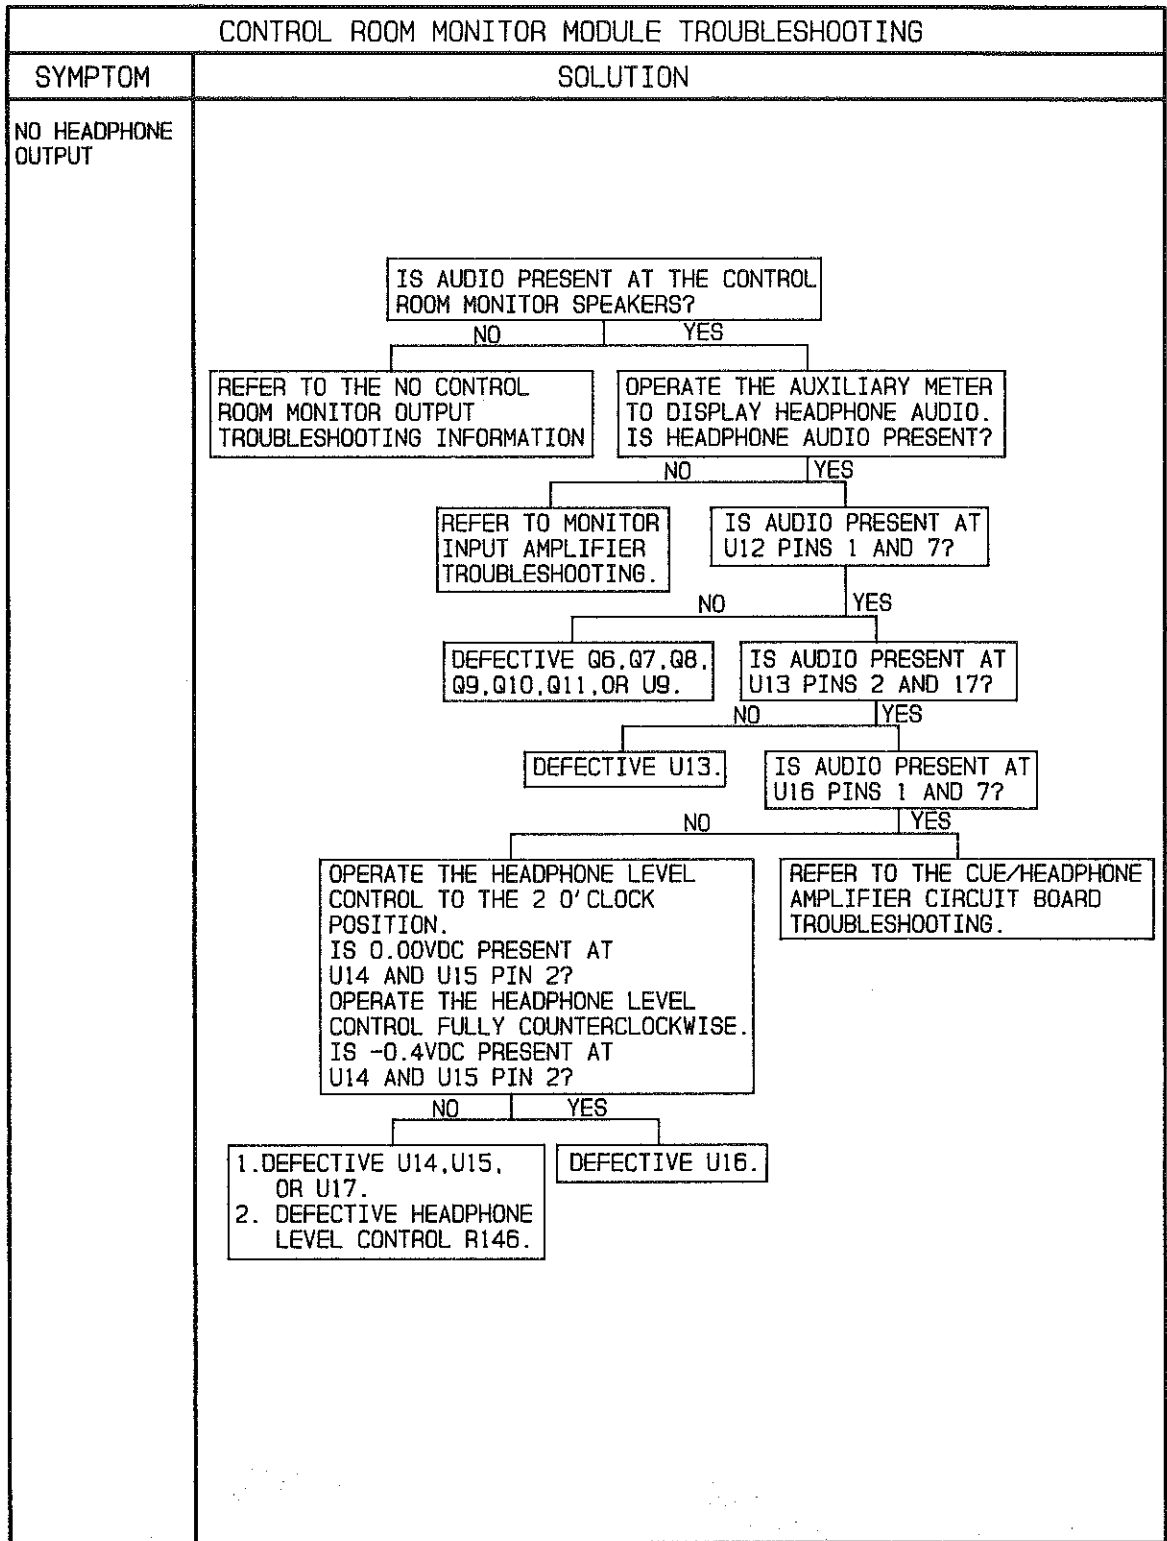 CONTROL ROOM MONITOR MODULE TROUBLESHOOTING
SYMPTOM
SOLUTION
NO HEADPHONE
OUTPUT
IS AUDIO PRESENT AT THE CONTROL
ROOM MONITOR SPEAKERS?
NO
YES
REFER TO THE NO CONTROL
ROOM MONITOR OUTPUT
TROUBLESHOOTING INFORMATION
OPERATE THE AUXILIARY METER
TO DISPLAY HEADPHONE AUDIO.
IS HEADPHONE AUDIO PRESENT?
NO
YES
REFER TO MONITOR
INPUT AMPLIFIER
TROUBLESHOOTING.
IS AUDIO PRESENT AT
U12 PINS 1 AND 7?
NO
YES
DEFECTIVE Q6,Q7,Q8,
Q9,Q10,Q11,OR U9.
IS AUDIO PRESENT AT
U13 PINS 2 AND 17?
NO
YES
DEFECTIVE U13.
IS AUDIO PRESENT AT
U16 PINS 1 AND 7?
NO
YES
OPERATE THE HEADPHONE LEVEL
CONTROL TO THE 2 O'CLOCK
POSITION.
IS 0.00VDC PRESENT AT
U14 AND U15 PIN 2?
OPERATE THE HEADPHONE LEVEL
CONTROL FULLY COUNTERCLOCKWISE.
IS -0.4VDC PRESENT AT
U14 AND U15 PIN 2?
REFER TO THE CUE/HEADPHONE
AMPLIFIER CIRCUIT BOARD
TROUBLESHOOTING.
NO
YES
1.DEFECTIVE U14,U15,
OR U17.
2. DEFECTIVE HEADPHONE
LEVEL CONTROL R146.
DEFECTIVE U16.